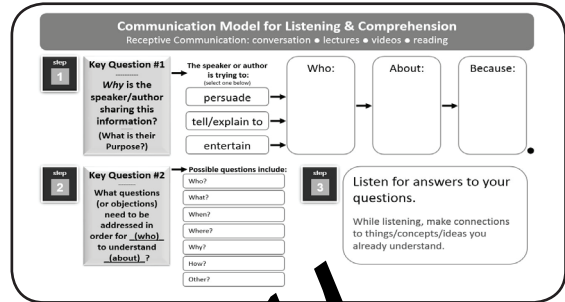 Communication Model for Listening & Comprehension
Receptive Communication: conversation ● lectures ● videos ● reading
step
1
Key Question #1
Why is the
speaker/author
sharing this
information?
(What is their
Purpose?)
The speaker or author
is trying to:
(select one below)
persuade
tell/explain to
entertain
Who:
About:
Because:
step
2
Key Question #2
What questions
(or objections)
need to be
addressed in
order for _(who)_
to understand
_(about)_?
Possible questions include:
Who?
What?
When?
Where?
Why?
How?
Other?
step
3
Listen for answers to your
questions.
While listening, make connections
to things/concepts/ideas you
already understand.